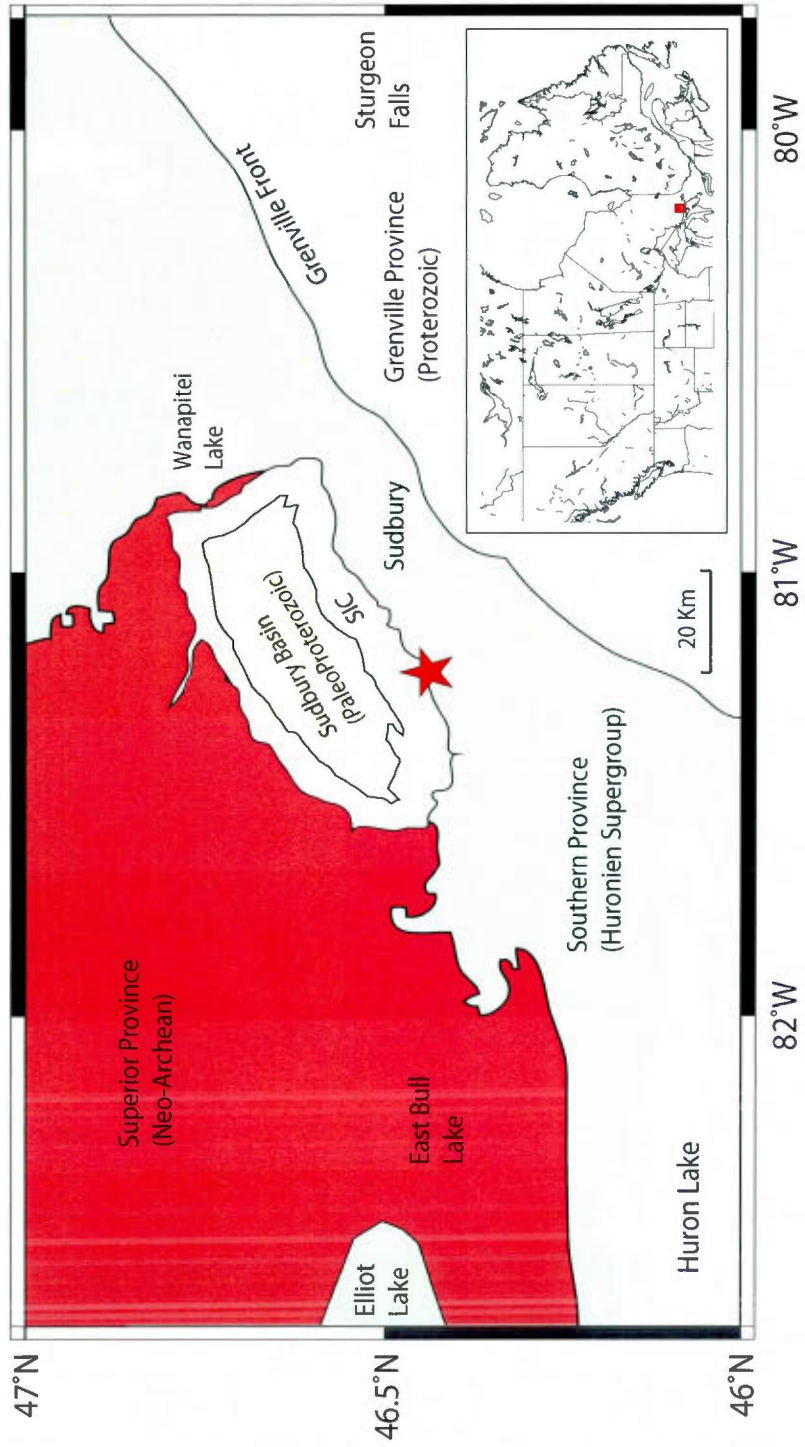 47°N
46.5°N
46°N
Superior Province
(Neo-Archean)
Elliot
Lake
East Bull
Lake
Huron Lake
Southern Province
(Huronien Supergroup)
Sudbury Basin
(PaleoProterozoic)
SIC
Wanapitei
Lake
Sudbury
Grenville Front
Grenville Province
(Proterozoic)
Sturgeon
Falls
20 Km
82°W
81°W
80°W